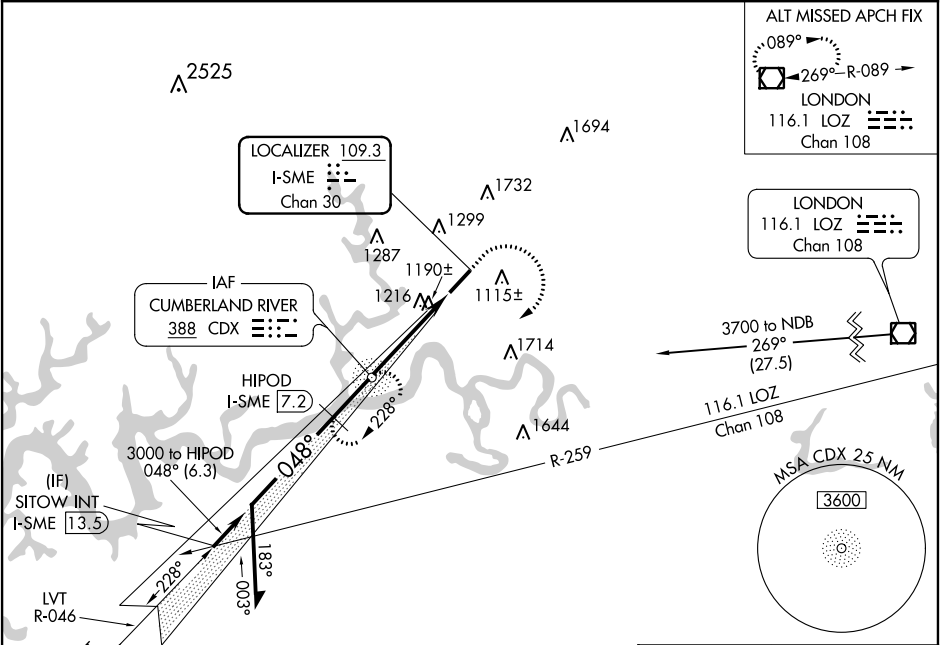 ALT MISSED APCH FIX
089°
269°
R-089
LONDON
116.1 LOZ
Chan 108
2525
1694
LOCALIZER 109.3
I-SME
Chan 30
1732
1299
1287
LONDON
116.1 LOZ
Chan 108
1190±
1216
1115±
IAF
CUMBERLAND RIVER
388 CDX
3700 to NDB
269°
(27.5)
1714
HIPOD
I-SME 7.2
228°
116.1 LOZ
Chan 108
1644
R-259
048°
3000 to HIPOD
048° (6.3)
(IF)
SITOW INT
I-SME 13.5
MSA CDX 25 NM
3600
183°
003°
228°
LVT
R-046